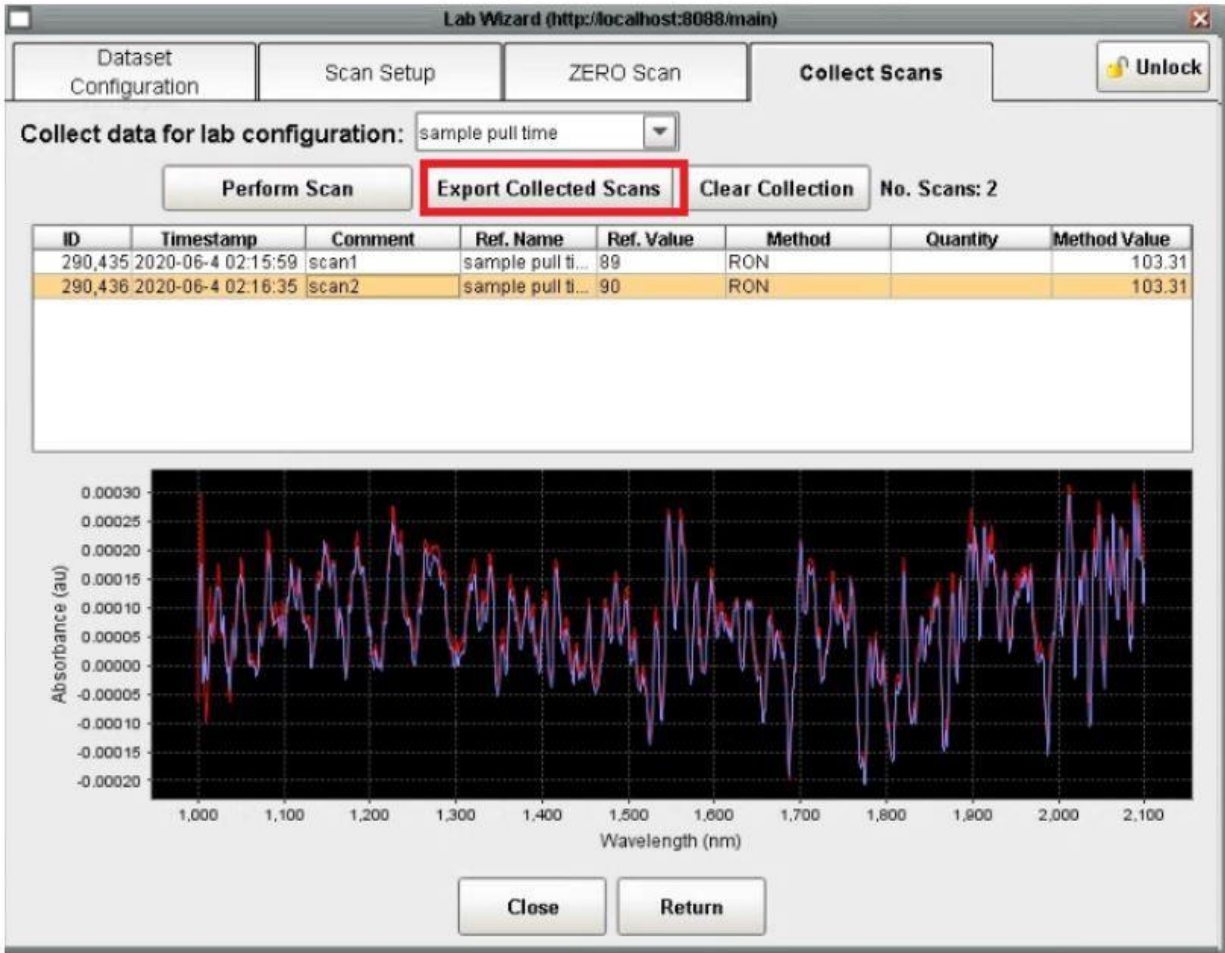 Lab Wizard (http://localhost:8088/main)
Dataset Configuration Scan Setup ZERO Scan Collect Scans Unlock
Collect data for lab configuration: sample pull time
Perform Scan Export Collected Scans Clear Collection No. Scans: 2
ID Timestamp Comment Ref. Name Ref. Value Method Quantity Method Value
290,435 2020-06-4 02:15:59 scan1 sample pull ti... 89 RON 103.31
290,436 2020-06-4 02:16:35 scan2 sample pull ti... 90 RON 103.31
0.00030
0.00025
0.00020
0.00015
0.00010
0.00005
0.00000
-0.00005
-0.00010
-0.00015
-0.00020
Absorbance (au)
1,000 1,100 1,200 1,300 1,400 1,500 1,600 1,700 1,800 1,900 2,000 2,100
Wavelength (nm)
Close Return